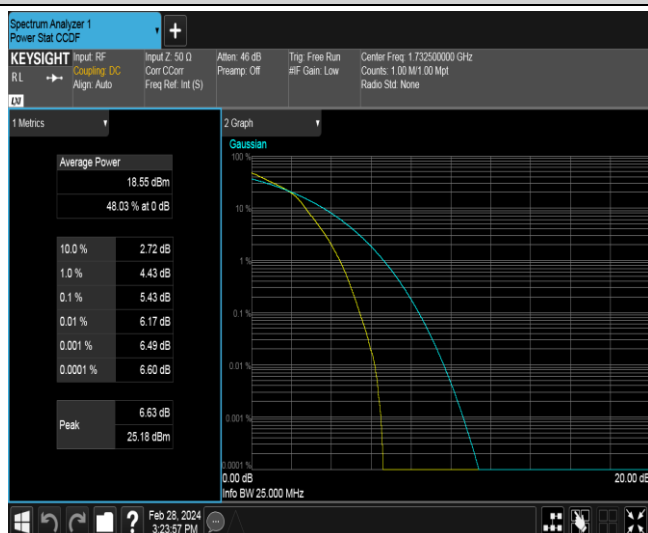 Spectrum Analyzer 1
Power Stat CCDF
+
KEYSIGHT
R L
LXI
Input: RF
Coupling: DC
Align: Auto
Input Z: 50 Ω
Corr CCorr
Freq Ref: Int (S)
Atten: 46 dB
Preamp: Off
Trig: Free Run
#IF Gain: Low
Center Freq: 1.732500000 GHz
Counts: 1.00 M/1.00 Mpt
Radio Std: None
1 Metrics
Average Power
18.55 dBm
48.03 % at 0 dB
10.0 % 2.72 dB
1.0 % 4.43 dB
0.1 % 5.43 dB
0.01 % 6.17 dB
0.001 % 6.49 dB
0.0001 % 6.60 dB
Peak
6.63 dB
25.18 dBm
2 Graph
Gaussian
100 %
10 %
1 %
0.1 %
0.01 %
0.001 %
0.0001 %
0.00 dB
20.00 dB
Info BW 25.000 MHz
?
Feb 28, 2024
3:23:57 PM